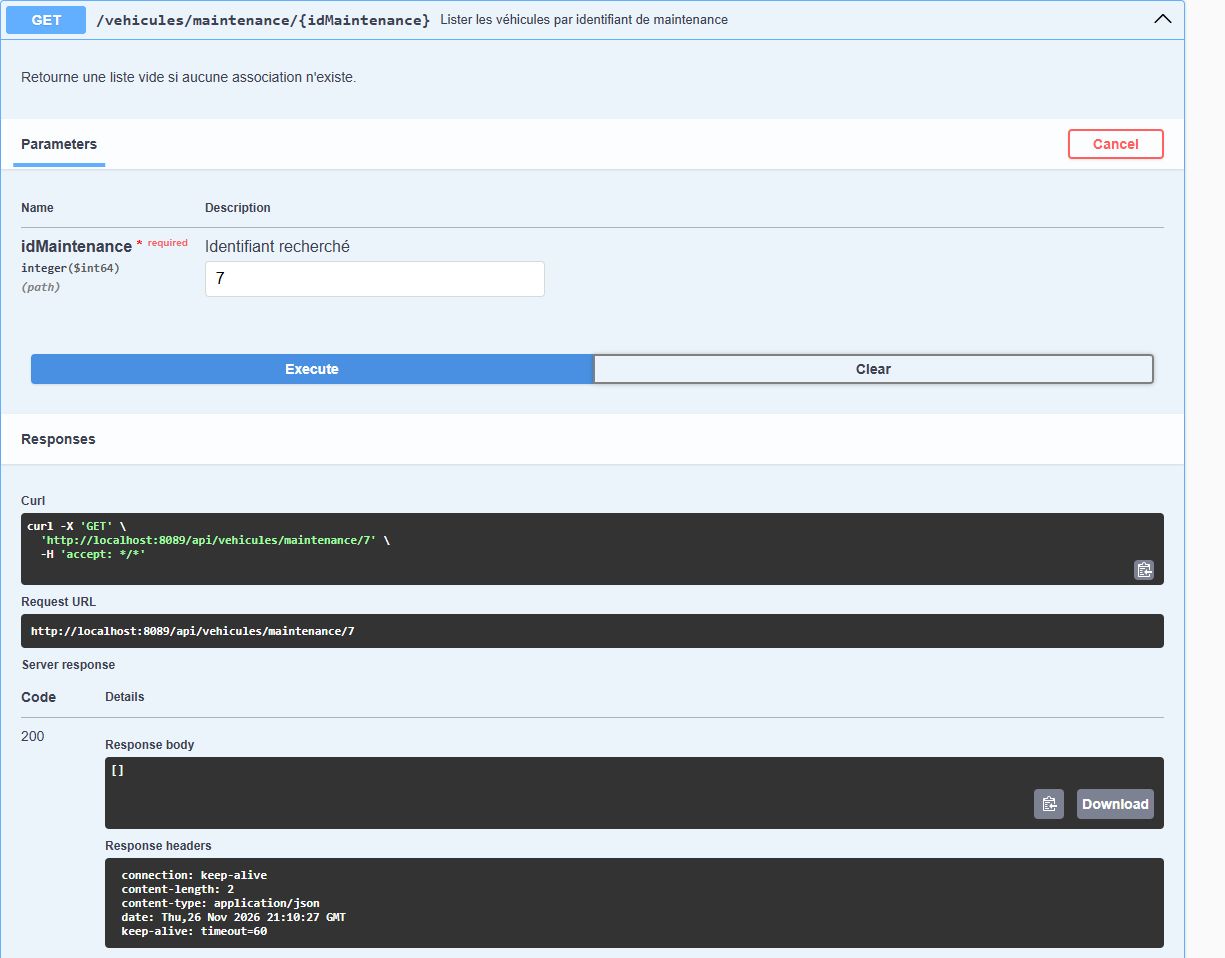 GET /vehicules/maintenance/{idMaintenance} Lister les véhicules par identifiant de maintenance
Retourne une liste vide si aucune association n'existe.
Parameters
Cancel
Name Description
idMaintenance * required Identifiant recherché
integer($int64)
7
(path)
Execute Clear
Responses
Curl
curl -X 'GET' \
'http://localhost:8089/api/vehicules/maintenance/7' \
-H 'accept: */*'
Request URL
http://localhost:8089/api/vehicules/maintenance/7
Server response
Code Details
200
Response body
[]
Download
Response headers
connection: keep-alive
content-length: 2
content-type: application/json
date: Thu,26 Nov 2026 21:10:27 GMT
keep-alive: timeout=60